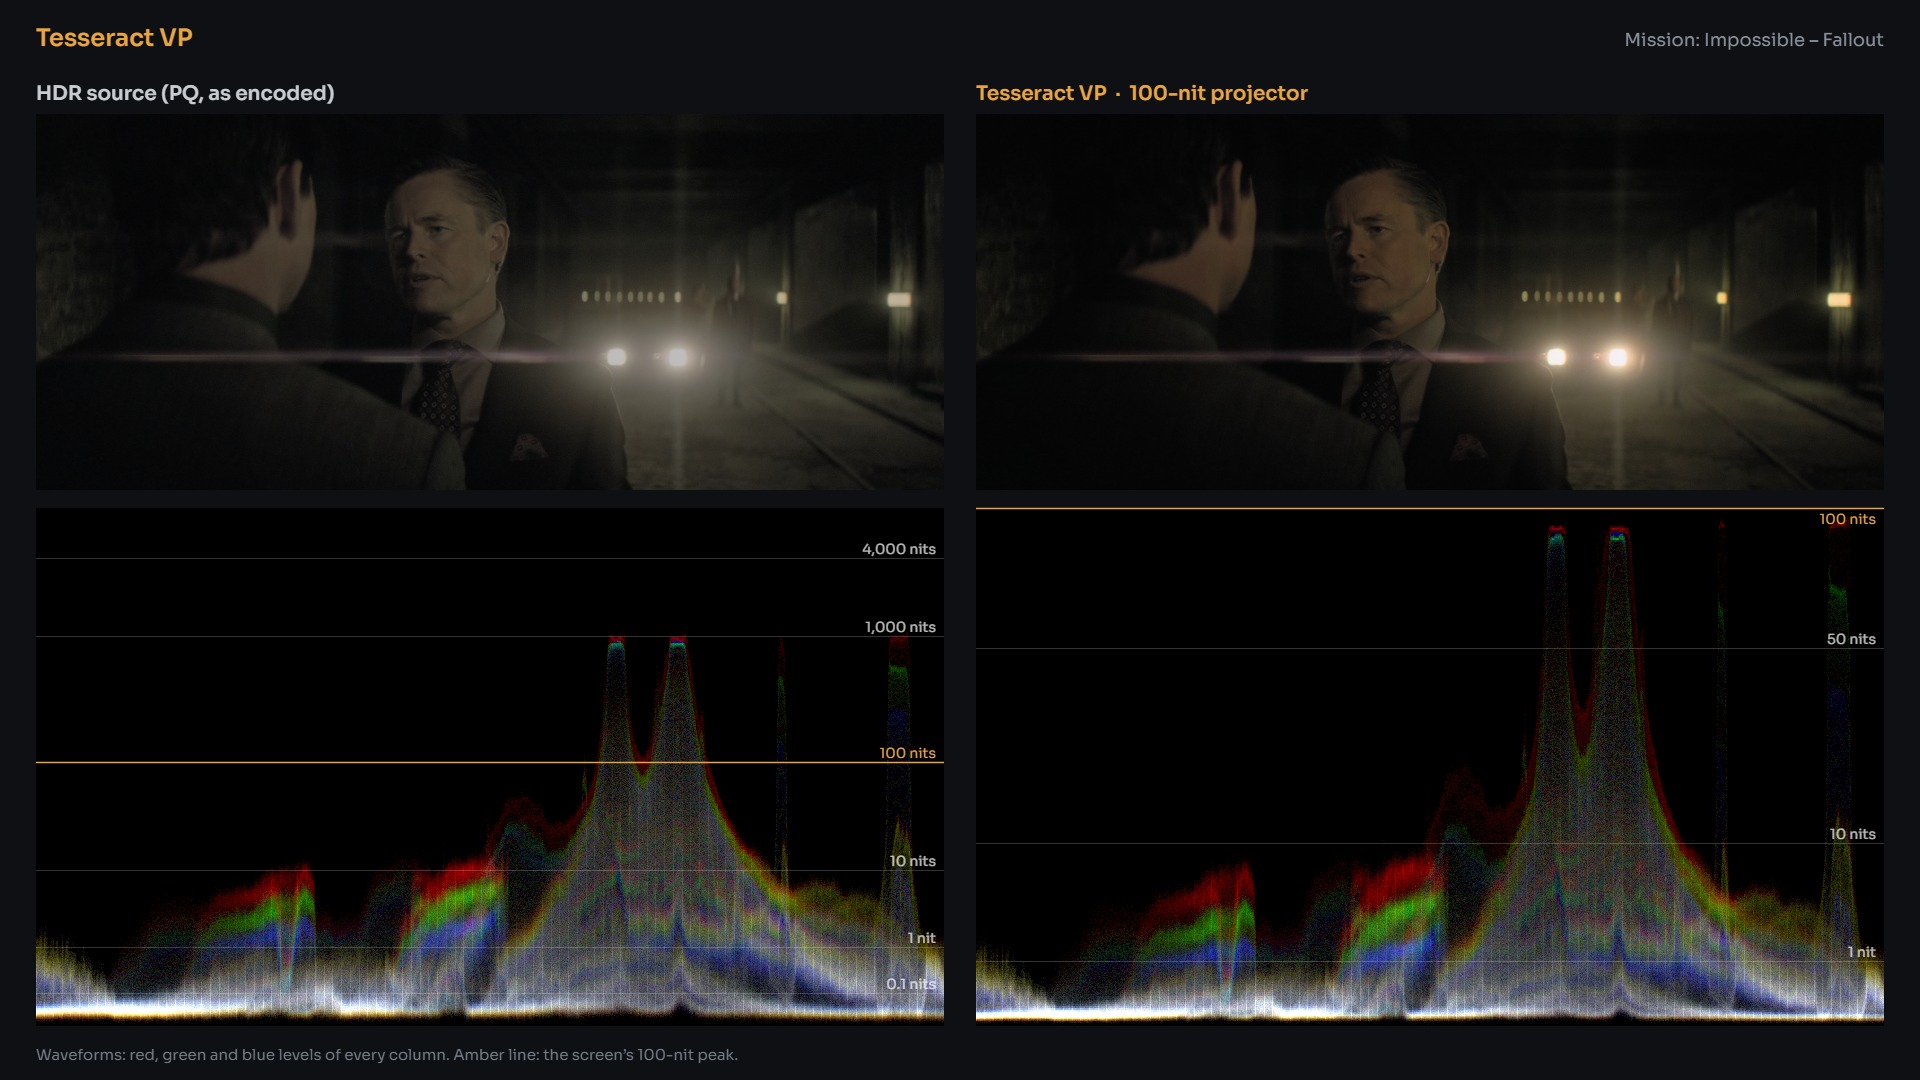 Tesseract VP
Mission: Impossible – Fallout
HDR source (PQ, as encoded)
Tesseract VP · 100-nit projector
4,000 nits
1,000 nits
100 nits
10 nits
1 nit
0.1 nits
100 nits
50 nits
10 nits
1 nit
Waveforms: red, green and blue levels of every column. Amber line: the screen’s 100-nit peak.